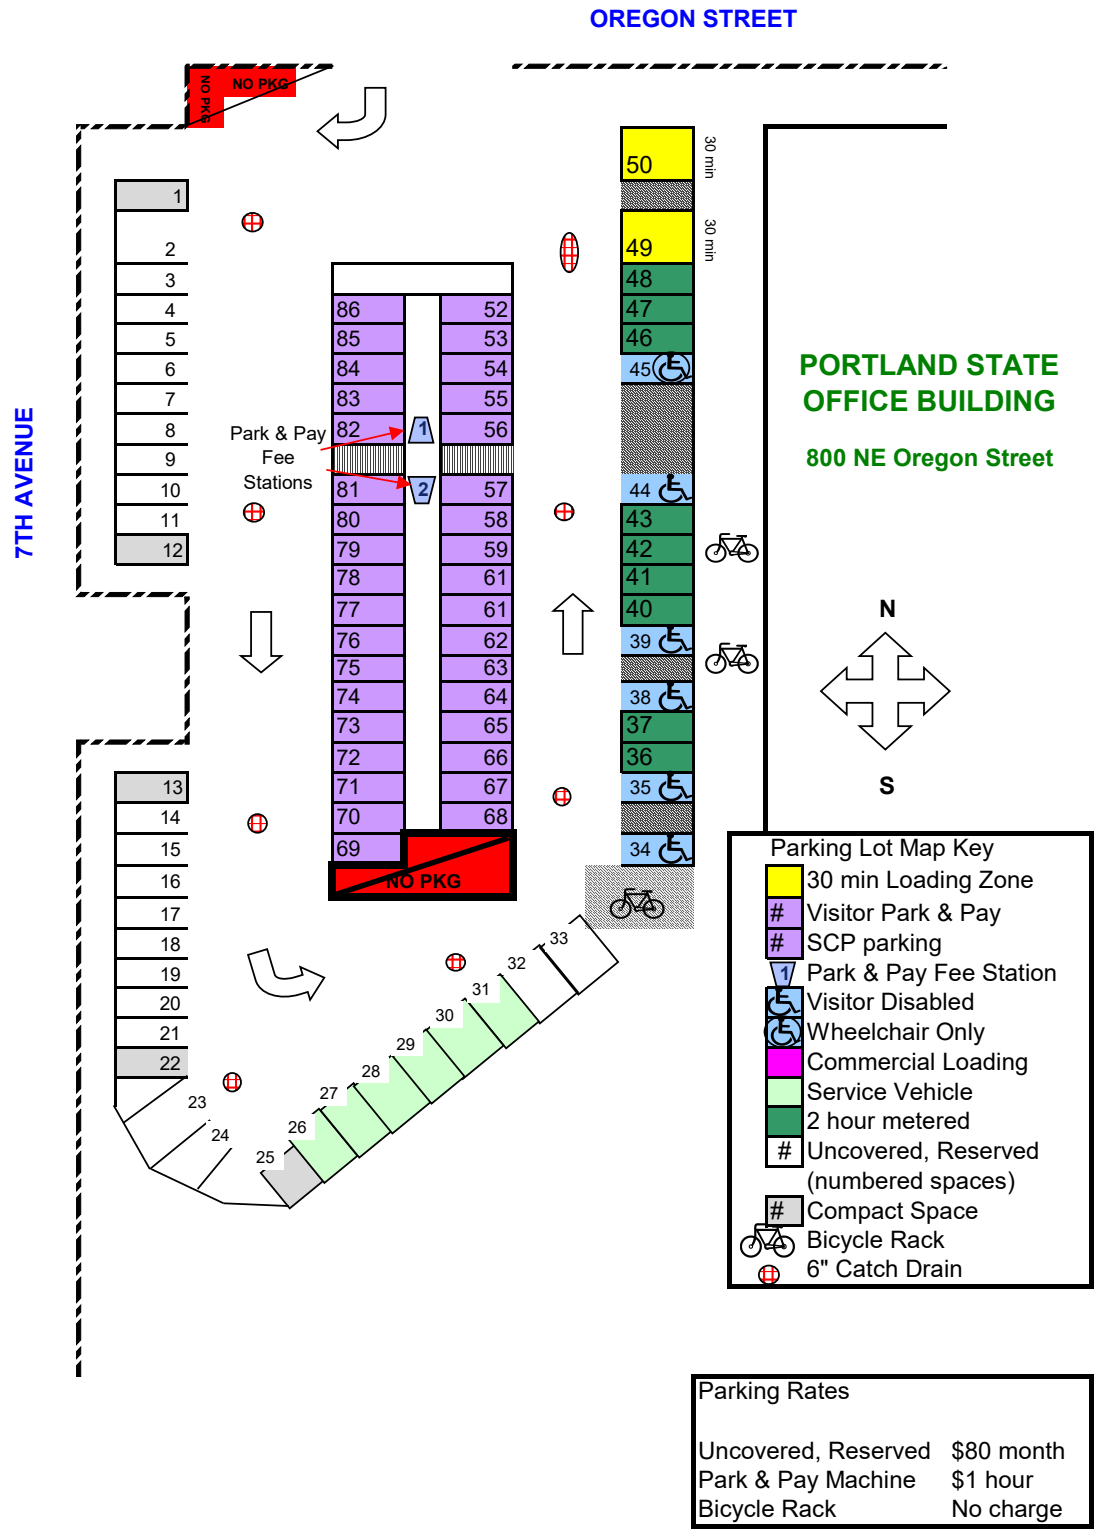 OREGON STREET
NO PKG
NO PKG
30 min
50
1
30 min
49
2
3
48
4
86
52
47
5
85
53
46
6
84
54
45
PORTLAND STATE
OFFICE BUILDING
7
83
55
8
82
1
56
Park & Pay
Fee
Stations
9
800 NE Oregon Street
7TH AVENUE
10
81
2
57
44
11
80
58
43
12
79
59
42
78
61
41
77
61
40
N
76
62
39
75
63
74
64
38
73
65
37
72
66
36
13
71
67
35
S
14
70
68
15
69
34
16
NO PKG
17
18
19
20
21
22
33
32
31
30
29
28
27
26
25
24
23
Parking Lot Map Key
30 min Loading Zone
# Visitor Park & Pay
# SCP parking
1 Park & Pay Fee Station
Visitor Disabled
Wheelchair Only
Commercial Loading
Service Vehicle
2 hour metered
# Uncovered, Reserved
(numbered spaces)
# Compact Space
Bicycle Rack
6" Catch Drain
Parking Rates
Uncovered, Reserved $80 month
Park & Pay Machine $1 hour
Bicycle Rack No charge